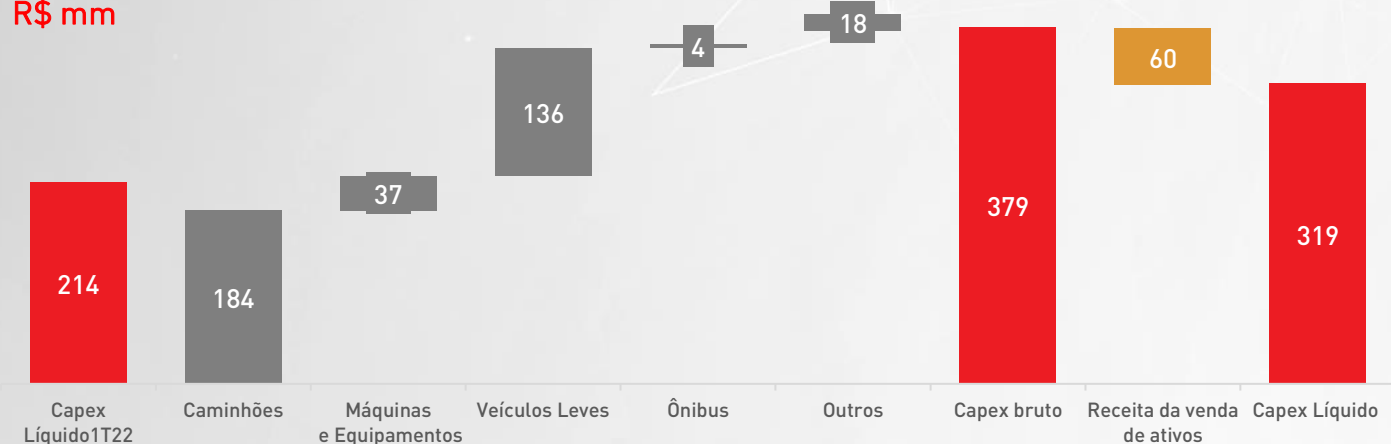 R$ mm
18
4
60
136
37
379
319
214
184
Capex
Líquido1T22
Caminhões
Máquinas
e Equipamentos
Veículos Leves
Ônibus
Outros
Capex bruto
Receita da venda
de ativos
Capex Líquido